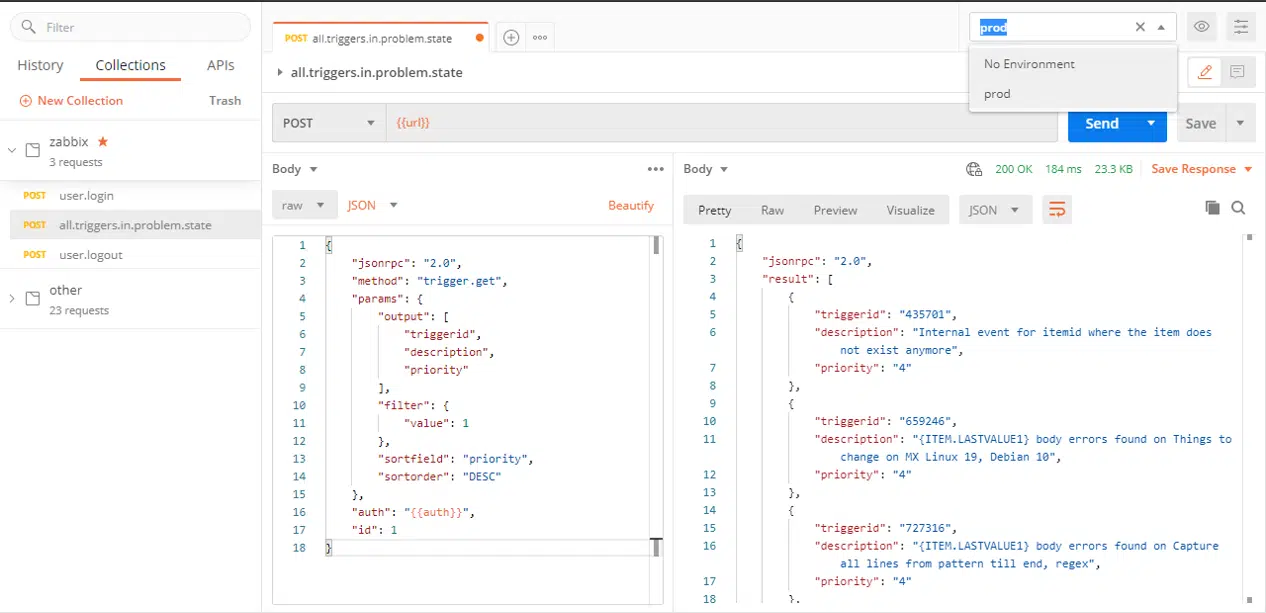 Filter
History Collections APIs
New Collection Trash
zabbix
3 requests
POST user.login
POST all.triggers.in.problem.state
POST user.logout
other
23 requests
POST all.triggers.in.problem.state
all.triggers.in.problem.state
prod
No Environment
prod
POST {{url}}
Send Save
Body
raw JSON Beautify
1 {
2 "jsonrpc": "2.0",
3 "method": "trigger.get",
4 "params": {
5 "output": [
6 "triggerid",
7 "description",
8 "priority"
9 ],
10 "filter": {
11 "value": 1
12 },
13 "sortfield": "priority",
14 "sortorder": "DESC"
15 },
16 "auth": "{{auth}}",
17 "id": 1
18 }
Body 200 OK 184 ms 23.3 KB Save Response
Pretty Raw Preview Visualize JSON
1 {
2 "jsonrpc": "2.0",
3 "result": [
4 {
5 "triggerid": "435701",
6 "description": "Internal event for itemid where the item does
not exist anymore",
7 "priority": "4"
8 },
9 {
10 "triggerid": "659246",
11 "description": "{ITEM.LASTVALUE1} body errors found on Things to
change on MX Linux 19, Debian 10",
12 "priority": "4"
13 },
14 {
15 "triggerid": "727316",
16 "description": "{ITEM.LASTVALUE1} body errors found on Capture
all lines from pattern till end, regex",
17 "priority": "4"
18 },